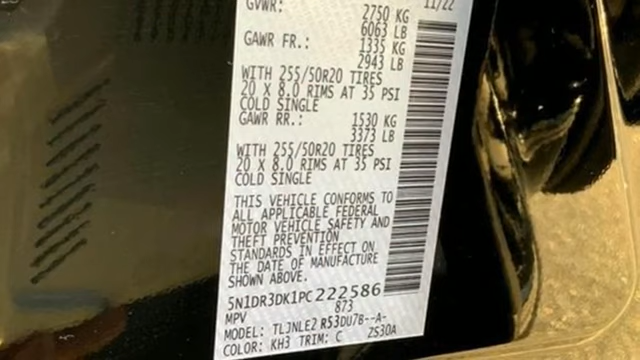 GVWR: 11/22
2750 KG
6063 LB
GAWR FR.: 1335 KG
2943 LB
WITH 255/50R20 TIRES
20 X 8.0 RIMS AT 35 PSI
COLD SINGLE
GAWR RR.: 1530 KG
3373 LB
WITH 255/50R20 TIRES
20 X 8.0 RIMS AT 35 PSI
COLD SINGLE
THIS VEHICLE CONFORMS TO
ALL APPLICABLE FEDERAL
MOTOR VEHICLE SAFETY AND
THEFT PREVENTION
STANDARDS IN EFFECT ON
THE DATE OF MANUFACTURE
SHOWN ABOVE.
5N1DR3DK1PC222586
MPV 873
MODEL: TLJNLE2 R53DU7B--A-
COLOR: KH3 TRIM: C 2S30A